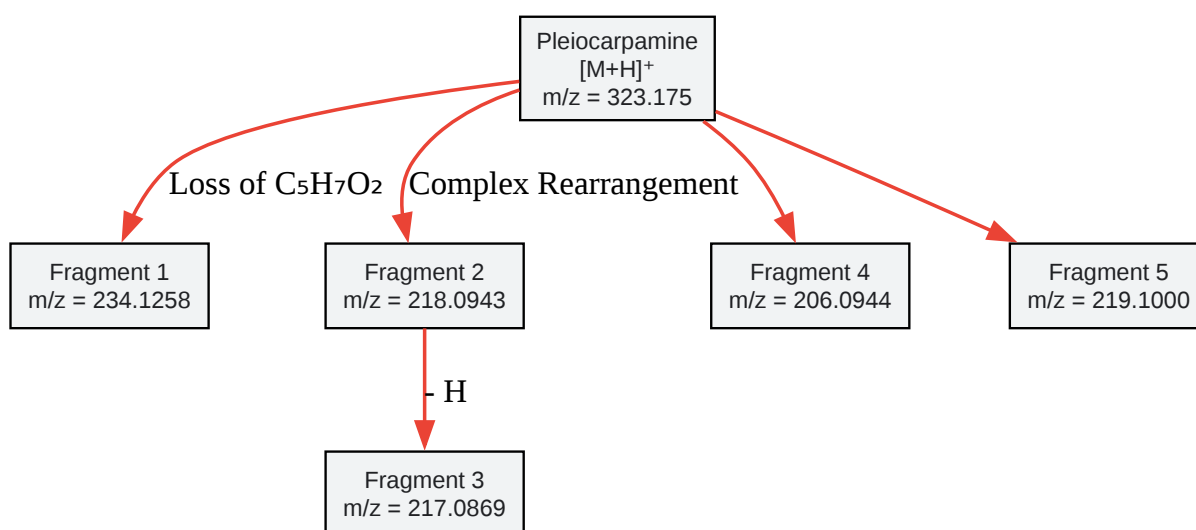 Pleiocarpamine
[M+H]⁺
m/z = 323.175
Loss of C₅H₇O₂
Complex Rearrangement
Fragment 1
m/z = 234.1258
Fragment 2
m/z = 218.0943
Fragment 4
m/z = 206.0944
Fragment 5
m/z = 219.1000
- H
Fragment 3
m/z = 217.0869